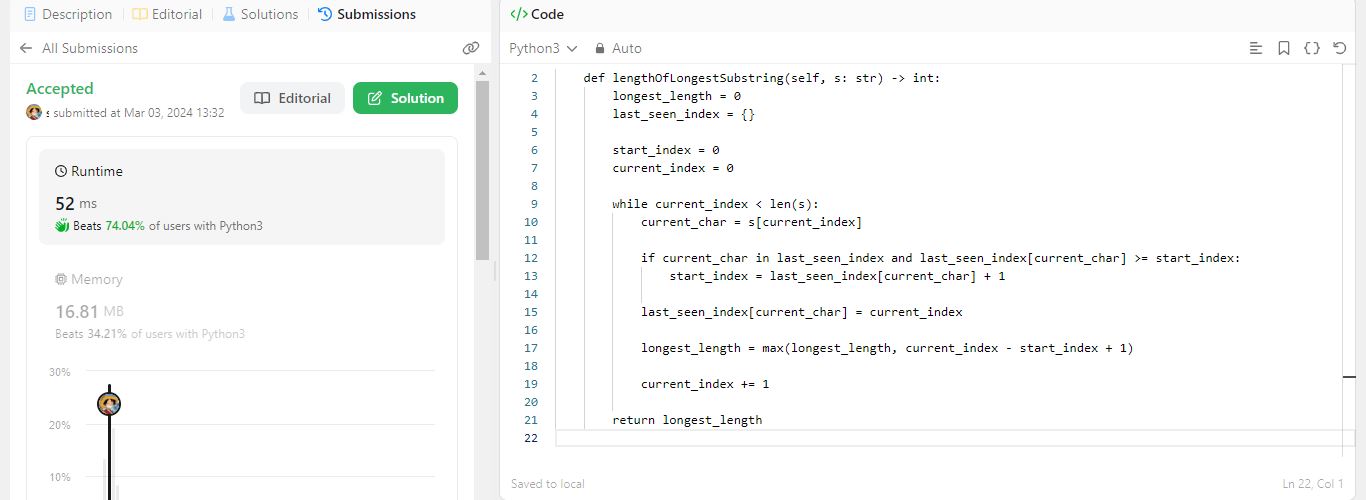 Description
Editorial
Solutions
Submissions
All Submissions
Accepted
s submitted at Mar 03, 2024 13:32
Editorial
Solution
Runtime
52 ms
Beats 74.04% of users with Python3
Memory
16.81 MB
Beats 34.21% of users with Python3
30%
20%
10%
</> Code
Python3
Auto
2 def lengthOfLongestSubstring(self, s: str) -> int:
3 longest_length = 0
4 last_seen_index = {}
5
6 start_index = 0
7 current_index = 0
8
9 while current_index < len(s):
10 current_char = s[current_index]
11
12 if current_char in last_seen_index and last_seen_index[current_char] >= start_index:
13 start_index = last_seen_index[current_char] + 1
14
15 last_seen_index[current_char] = current_index
16
17 longest_length = max(longest_length, current_index - start_index + 1)
18
19 current_index += 1
20
21 return longest_length
22
Saved to local
Ln 22, Col 1